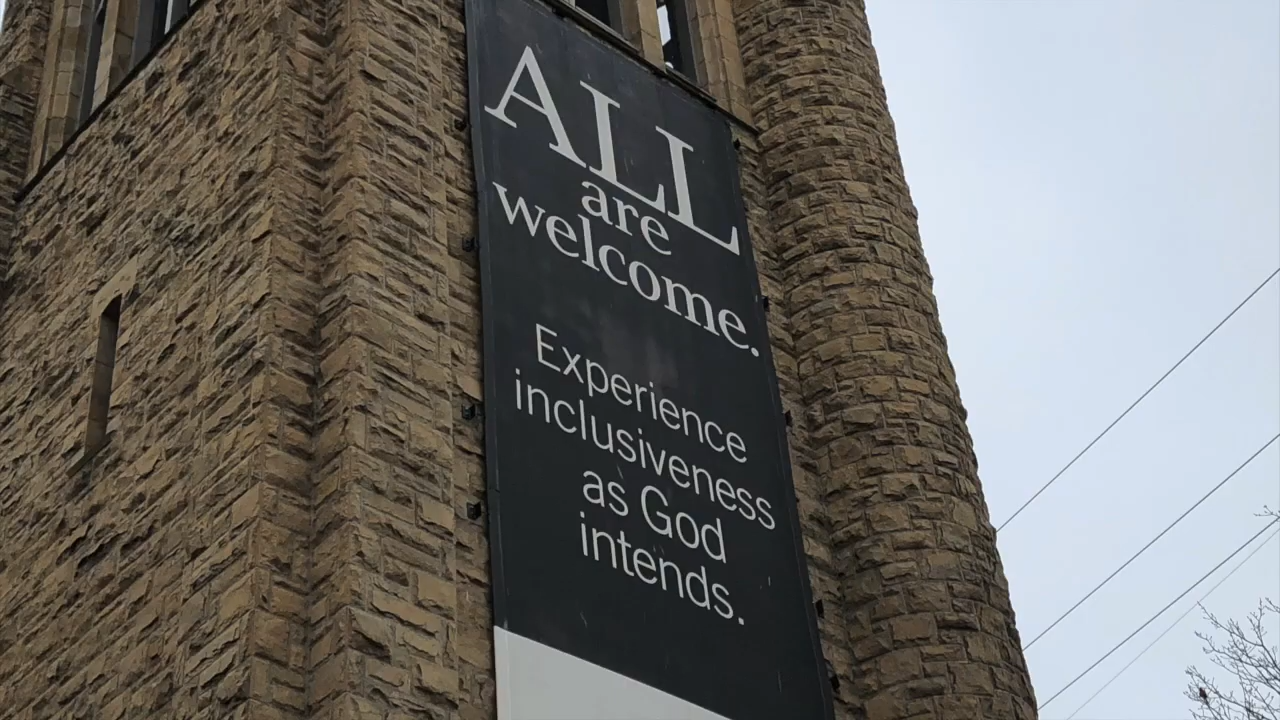 ALL
are
welcome.
Experience
inclusiveness
as God
intends.